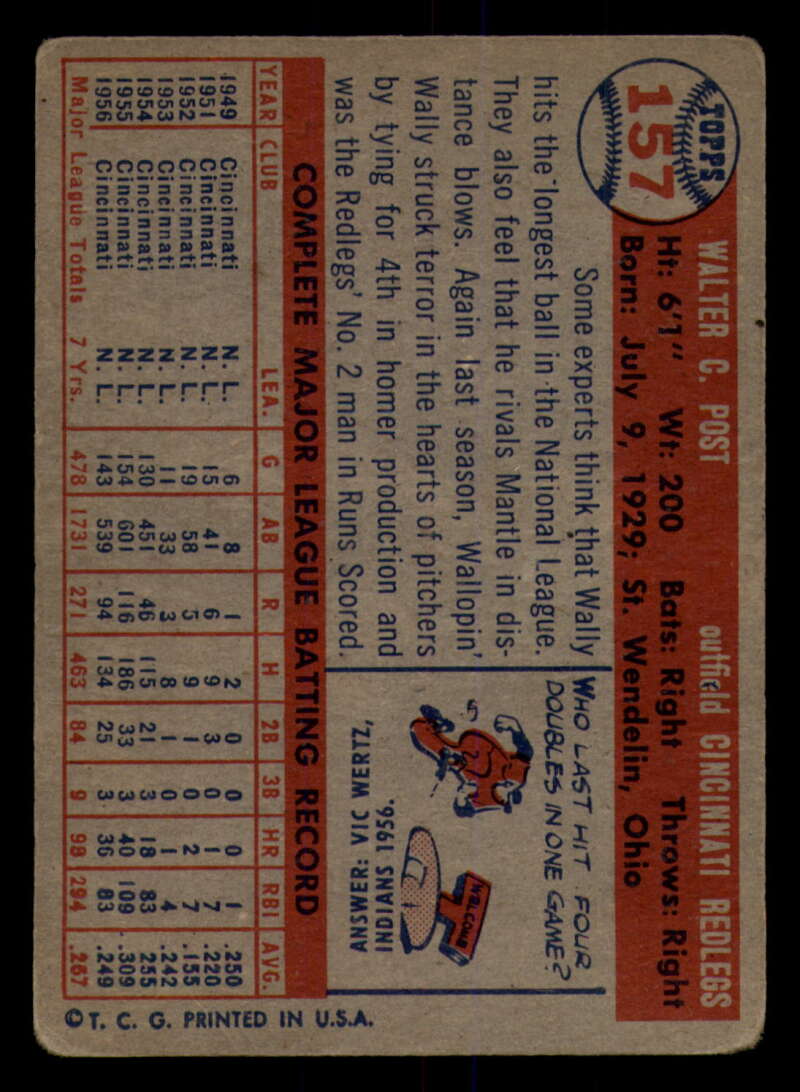 TOPPS
157
WALTER C. POST outfield CINCINNATI REDLEGS
Ht: 6'1" Wt: 200 Bats: Right Throws: Right
Born: July 9, 1929; St. Wendelin, Ohio
Some experts think that Wally
hits the longest ball in the National League.
They also feel that he rivals Mantle in dis-
tance blows. Again last season, Wallopin'
Wally struck terror in the hearts of pitchers
by tying for 4th in homer production and
was the Redlegs' No. 2 man in Runs Scored.
WHO LAST HIT FOUR
DOUBLES IN ONE GAME?
WELCOME
ANSWER: VIC WERTZ,
INDIANS 1956.
COMPLETE MAJOR LEAGUE BATTING RECORD
YEAR CLUB LEA. G AB R H 2B 3B HR RBI AVG.
1949 Cincinnati N. L. 6 8 1 2 0 0 0 1 .250
1951 Cincinnati N. L. 15 41 6 9 3 0 1 7 .220
1952 Cincinnati N. L. 19 58 5 9 1 0 2 7 .155
1953 Cincinnati N. L. 11 33 3 8 1 0 1 4 .242
1954 Cincinnati N. L. 130 451 46 115 21 3 18 83 .255
1955 Cincinnati N. L. 154 601 116 186 33 3 40 109 .309
1956 Cincinnati N. L. 143 539 94 134 25 3 36 83 .249
Major League Totals 7 Yrs. 478 1731 271 463 84 9 98 294 .267
© T. C. G. PRINTED IN U.S.A.